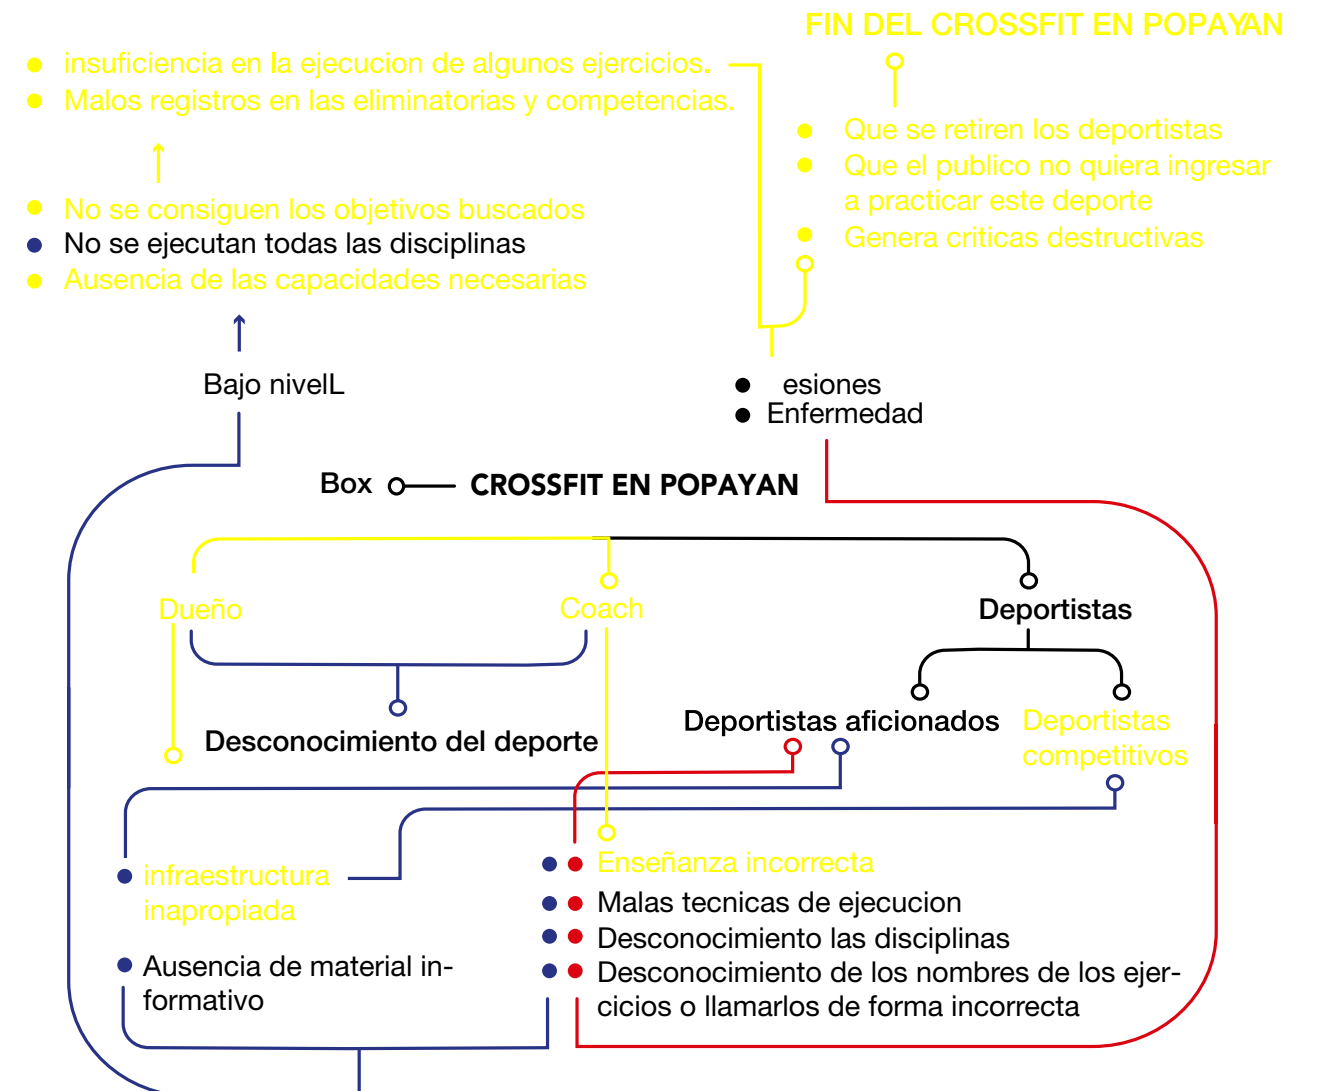 FIN DEL CROSSFIT EN POPAYAN
insuficiencia en la ejecucion de algunos ejercicios.
Malos registros en las eliminatorias y competencias.
Que se retiren los deportistas
Que el publico no quiera ingresar
a practicar este deporte
Genera criticas destructivas
No se consiguen los objetivos buscados
No se ejecutan todas las disciplinas
Ausencia de las capacidades necesarias
Bajo nivelL
esiones
Enfermedad
Box
CROSSFIT EN POPAYAN
Dueño
Coach
Deportistas
Desconocimiento del deporte
Deportistas aficionados
Deportistas
competitivos
infraestructura
inapropiada
Ausencia de material in-
formativo
Enseñanza incorrecta
Malas tecnicas de ejecucion
Desconocimiento las disciplinas
Desconocimiento de los nombres de los ejer-
cicios o llamarlos de forma incorrecta